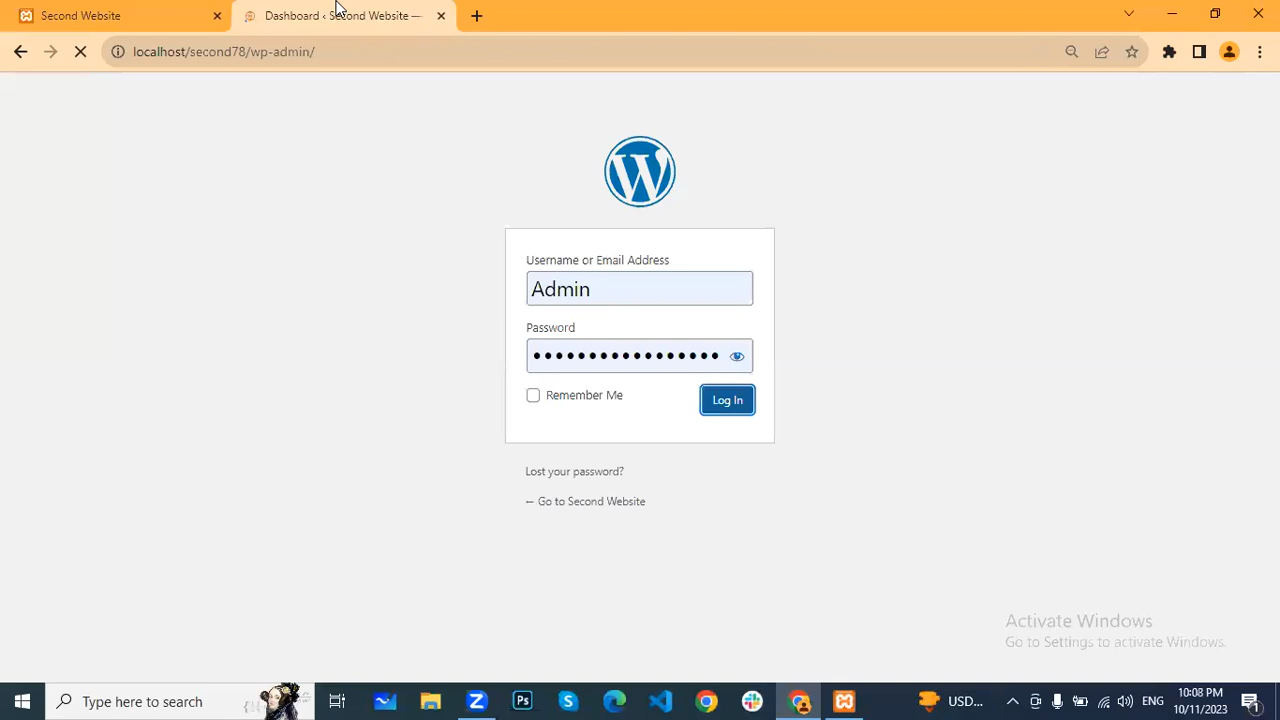 Second Website
Dashboard ‹ Second Website —
localhost/second78/wp-admin/
Username or Email Address
Admin
Password
Remember Me
Log In
Lost your password?
← Go to Second Website
Activate Windows
Go to Settings to activate Windows.
Type here to search
USD...
ENG
10:08 PM
10/11/2023